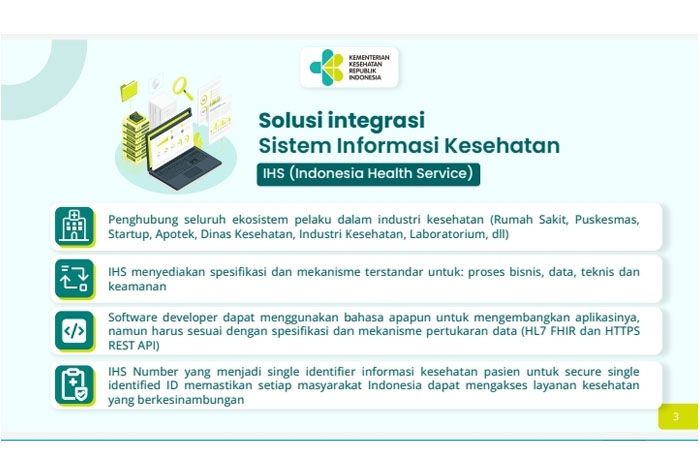 KEMENTERIAN
KESEHATAN
REPUBLIK
INDONESIA
Solusi integrasi
Sistem Informasi Kesehatan
IHS (Indonesia Health Service)
Penghubung seluruh ekosistem pelaku dalam industri kesehatan (Rumah Sakit, Puskesmas,
Startup, Apotek, Dinas Kesehatan, Industri Kesehatan, Laboratorium, dll)
IHS menyediakan spesifikasi dan mekanisme terstandar untuk: proses bisnis, data, teknis dan
keamanan
Software developer dapat menggunakan bahasa apapun untuk mengembangkan aplikasinya,
namun harus sesuai dengan spesifikasi dan mekanisme pertukaran data (HL7 FHIR dan HTTPS
REST API)
IHS Number yang menjadi single identifier informasi kesehatan pasien untuk secure single
identified ID memastikan setiap masyarakat Indonesia dapat mengakses layanan kesehatan
yang berkesinambungan
3